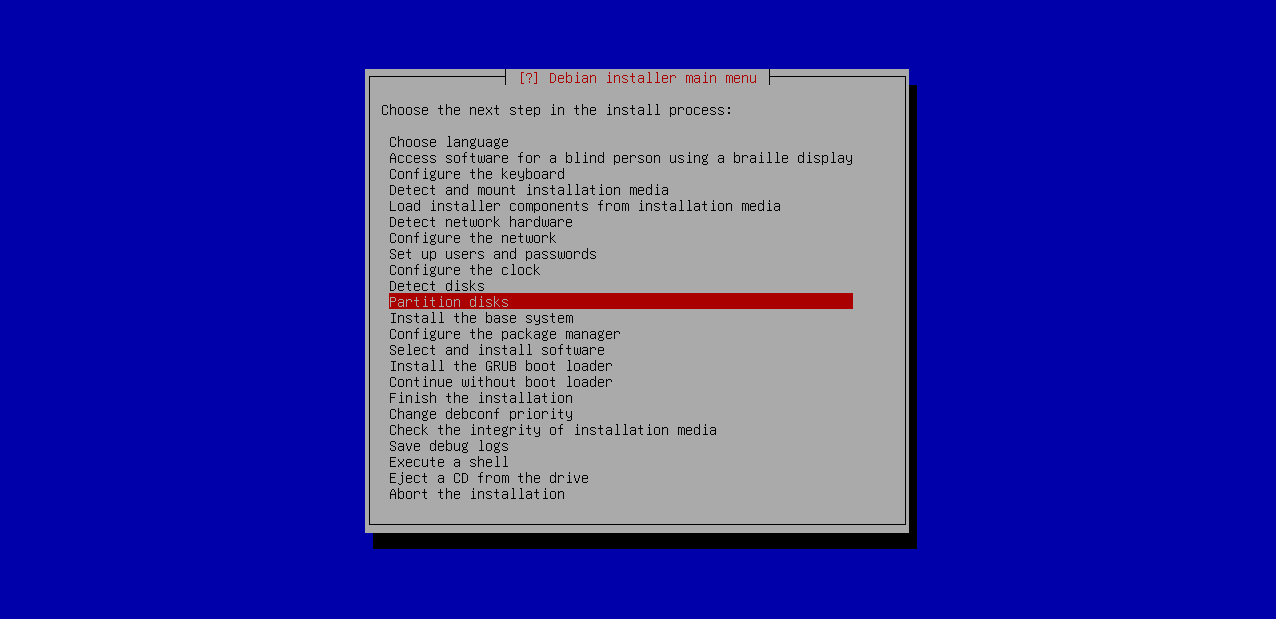 [?] Debian installer main menu
Choose the next step in the install process:
Choose language
Access software for a blind person using a braille display
Configure the keyboard
Detect and mount installation media
Load installer components from installation media
Detect network hardware
Configure the network
Set up users and passwords
Configure the clock
Detect disks
Partition disks
Install the base system
Configure the package manager
Select and install software
Install the GRUB boot loader
Continue without boot loader
Finish the installation
Change debconf priority
Check the integrity of installation media
Save debug logs
Execute a shell
Eject a CD from the drive
Abort the installation